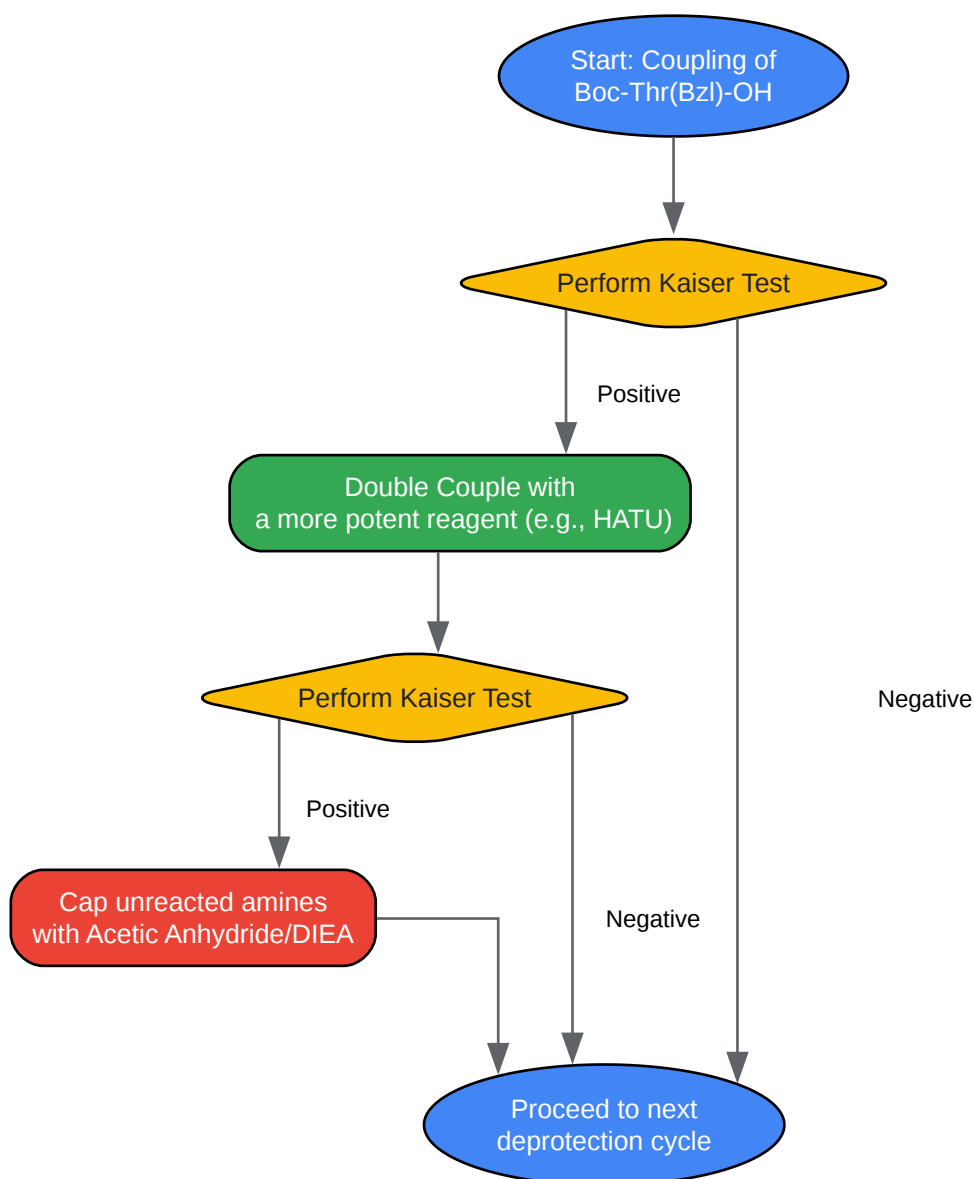 Start: Coupling of
Boc-Thr(Bzl)-OH
Perform Kaiser Test
Positive
Double Couple with
a more potent reagent (e.g., HATU)
Perform Kaiser Test
Negative
Positive
Cap unreacted amines
with Acetic Anhydride/DIEA
Negative
Proceed to next
deprotection cycle